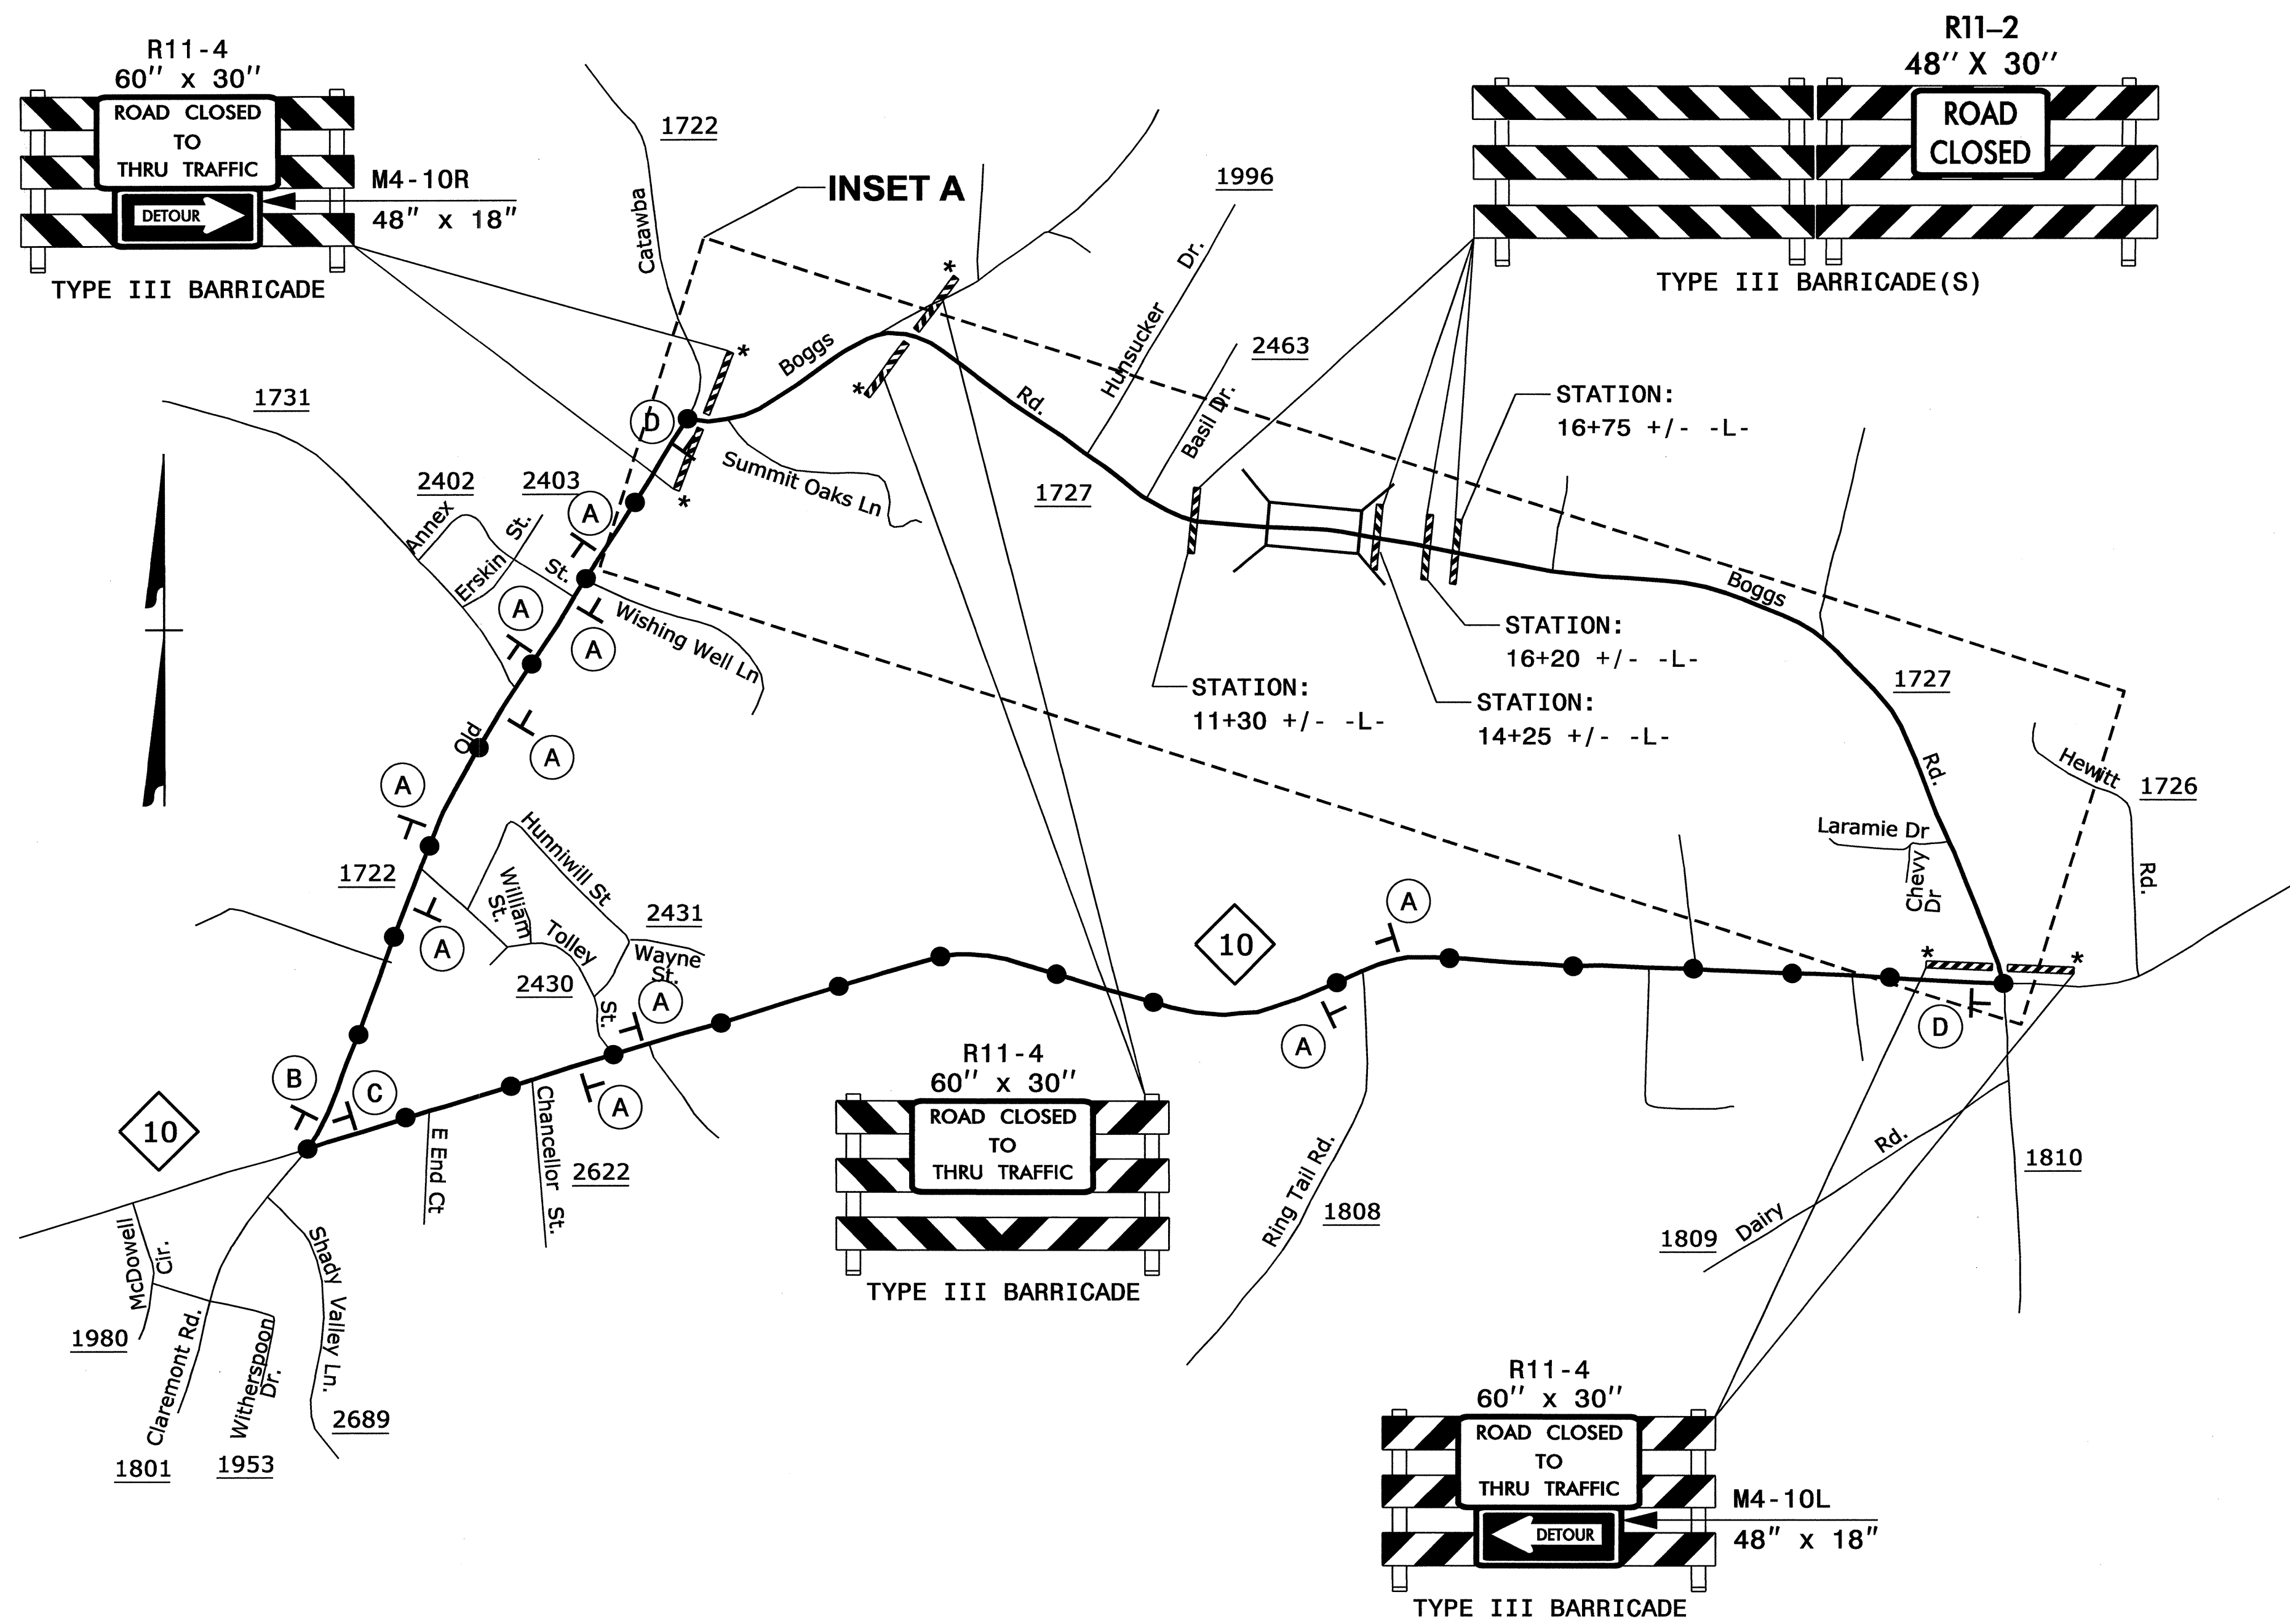 R11-4
60" x 30"
ROAD CLOSED
TO
THRU TRAFFIC
DETOUR
M4-10R
48" x 18"
TYPE III BARRICADE
1722
Catawba
INSET A
1996
Hunsucker Dr.
R11-2
48" X 30"
ROAD
CLOSED
TYPE III BARRICADE(S)
*
*
*
*
Boggs
Rd.
2463
Basil Dr.
STATION:
16+75 +/- -L-
1731
D
2402
2403
A
Annex
St.
Erskin St.
Summit Oaks Ln
1727
A
A
Wishing Well Ln
Boggs
STATION:
16+20 +/- -L-
STATION:
11+30 +/- -L-
STATION:
14+25 +/- -L-
1727
Rd.
Old
A
A
Hewitt
Rd.
1726
Laramie Dr
Chevy
Dr
1722
A
Hunniwill St
William
St.
Tolley
St.
2431
Wayne
St.
2430
A
10
A
A
*
*
D
B
C
A
10
E End Ct
Chancellor St.
2622
R11-4
60" x 30"
ROAD CLOSED
TO
THRU TRAFFIC
TYPE III BARRICADE
Ring Tail Rd.
1808
1809
Dairy Rd.
1810
McDowell
Cir.
1980
Claremont Rd.
1801
Witherspoon
Dr.
1953
Shady Valley Ln.
2689
R11-4
60" x 30"
ROAD CLOSED
TO
THRU TRAFFIC
DETOUR
M4-10L
48" x 18"
TYPE III BARRICADE